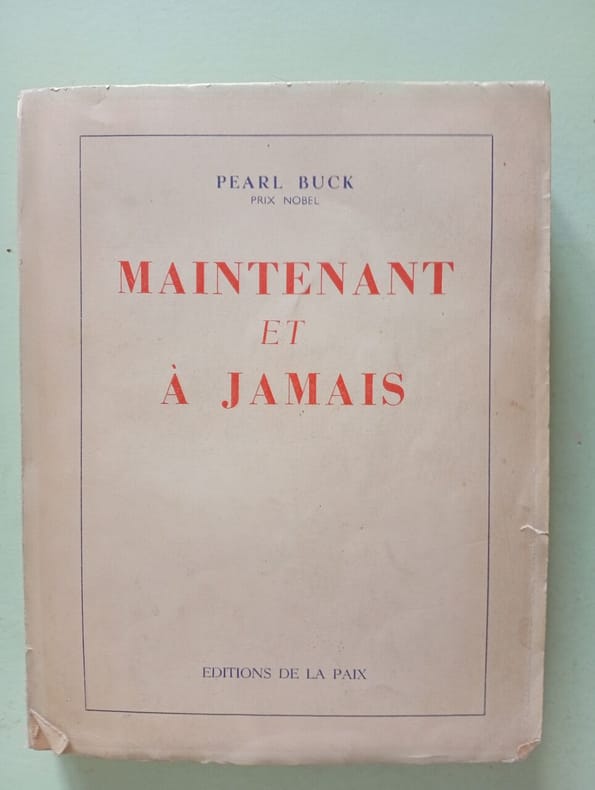 PEARL BUCK
PRIX NOBEL
MAINTENANT
ET
À JAMAIS
EDITIONS DE LA PAIX